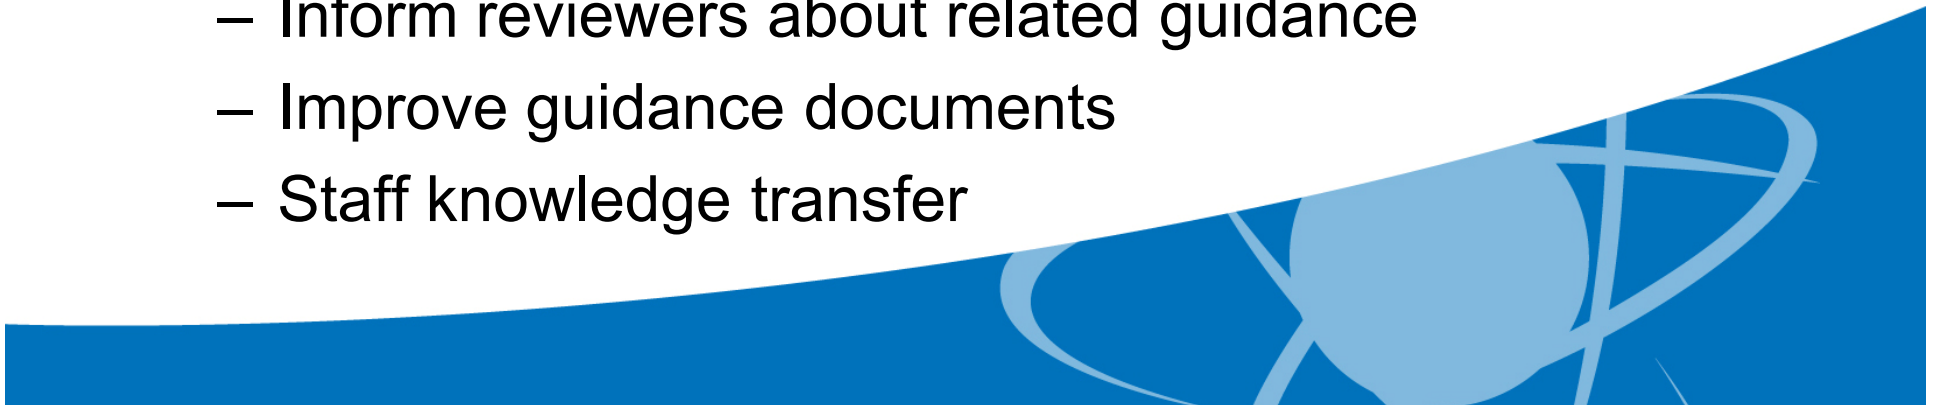 – Inform reviewers about related guidance
– Improve guidance documents
– Staff knowledge transfer